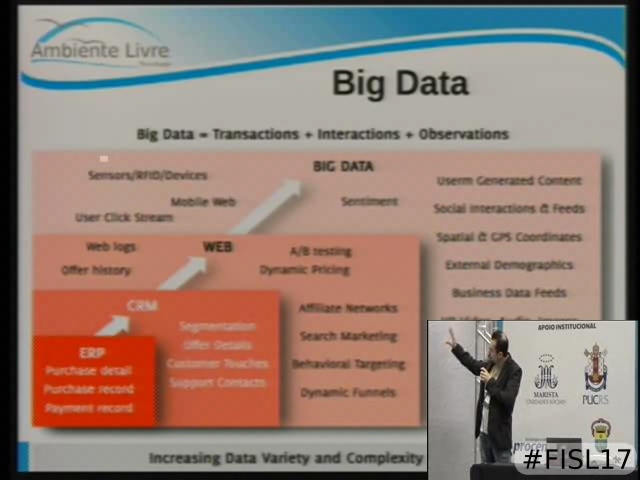 Ambiente Livre
Big Data
Big Data = Transactions + Interactions + Observations
BIG DATA
Sensors/RFID/Devices
Mobile Web
User Click Stream
Sentiment
Userm Generated Content
Social Interactions & Feeds
Spatial & GPS Coordinates
External Demographics
Business Data Feeds
WEB
Web logs
Offer history
A/B testing
Dynamic Pricing
Affiliate Networks
Search Marketing
Behavioral Targeting
Dynamic Funnels
CRM
Segmentation
Offer Details
Customer Touches
Support Contacts
ERP
Purchase detail
Purchase record
Payment record
Increasing Data Variety and Complexity
APOIO INSTITUCIONAL
MARISTA
PUCRS
#FISL17